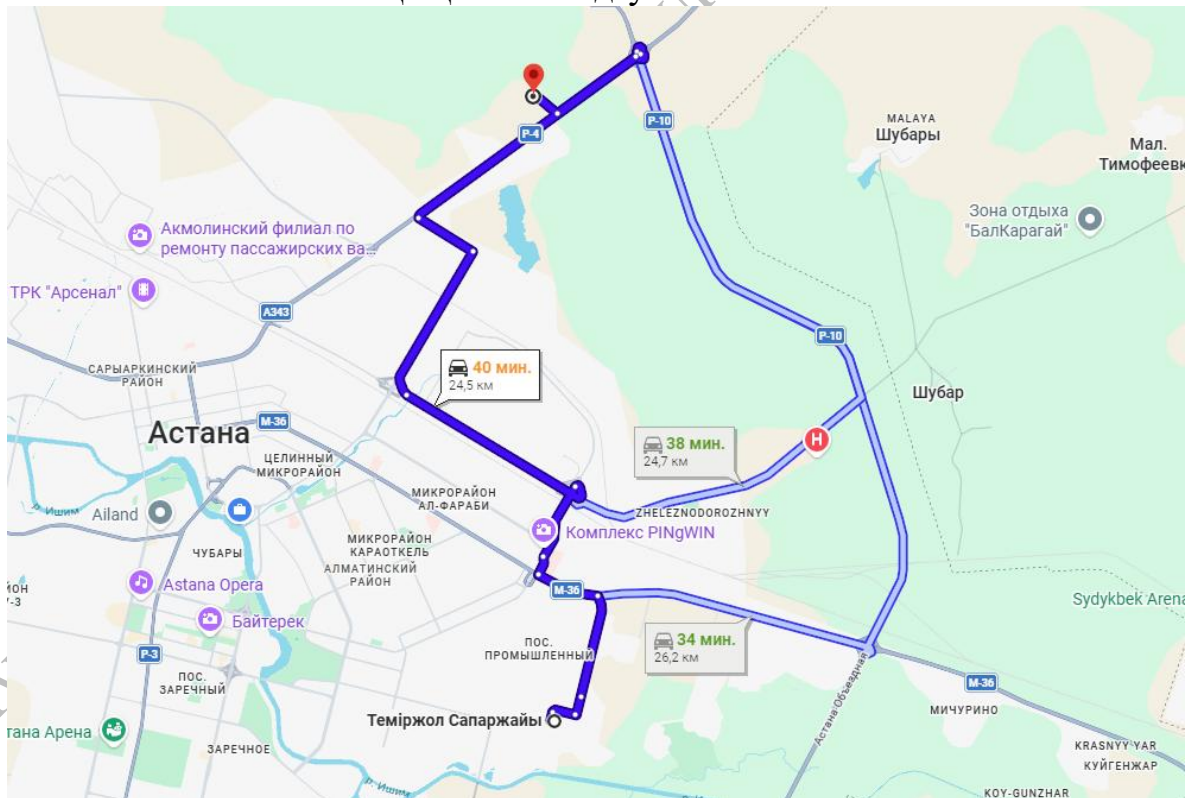 P-10
MALAYA
Шубары
Мал.
Тимофеевк
P-4
Акмолинский филиал по
ремонту пассажирских ва...
Зона отдыха
"БалКарагай"
ТРК "Арсенал"
A343
P-10
САРЫАРКИНСКИЙ
РАЙОН
40 мин.
24,5 км
Шубар
Астана
M-36
38 мин.
24,7 км
H
ЦЕЛИННЫЙ
МИКРОРАЙОН
МИКРОРАЙОН
АЛ-ФАРАБИ
р. Ишим
Ailand
ZHELEZNODOROZHNYY
Комплекс PINgWIN
ЧУБАРЫ
МИКРОРАЙОН
КАРАОТКЕЛЬ
АЛМАТИНСКИЙ
РАЙОН
Astana Opera
M-36
ЙОН
У-3
Sydykbek Arena
Байтерек
34 мин.
26,2 км
ПОС.
ПРОМЫШЛЕННЫЙ
P-3
ПОС.
ЗАРЕЧНЫЙ
M-36
Астана Объездная
МИЧУРИНО
Теміржол Сапаржайы
тана Арена
ЗАРЕЧНОЕ
KRASNYY YAR
КУЙГЕНЖАР
р. Ишим
KOY-GUNZHAR